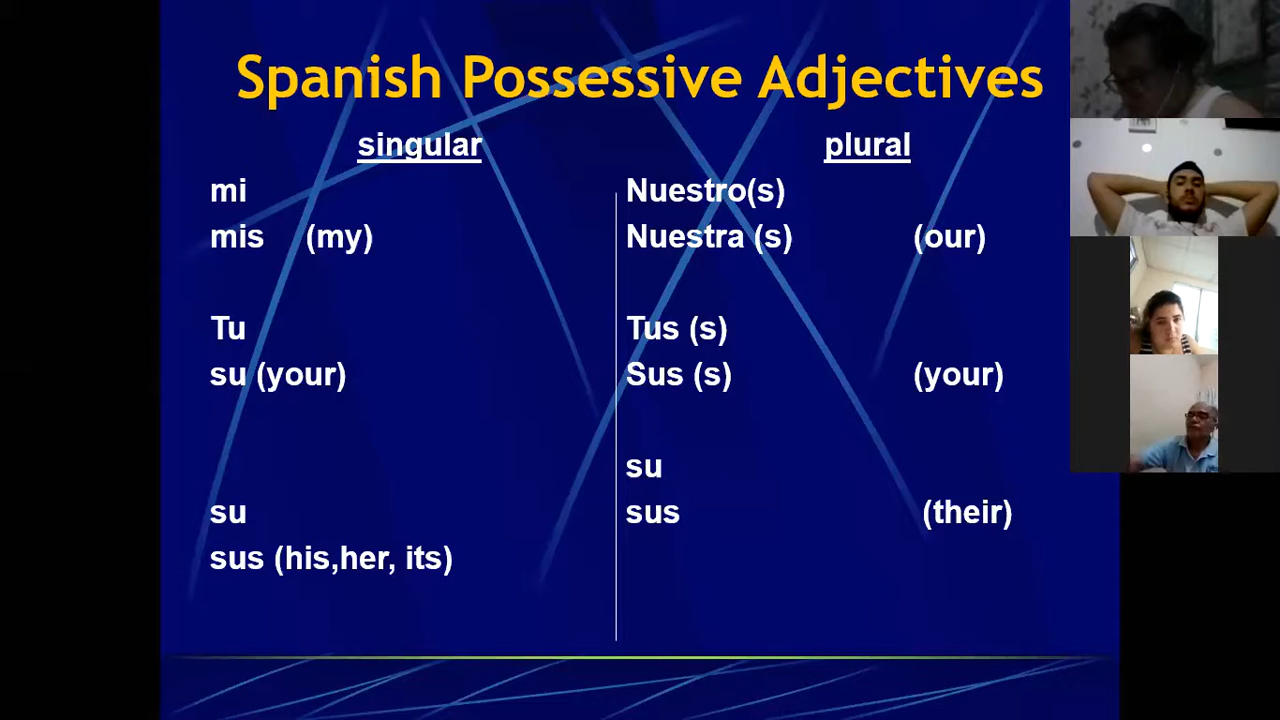 Spanish Possessive Adjectives
singular
mi
mis (my)
Tu
su (your)
su
sus (his,her, its)
plural
Nuestro(s)
Nuestra (s) (our)
Tus (s)
Sus (s) (your)
su
sus (their)